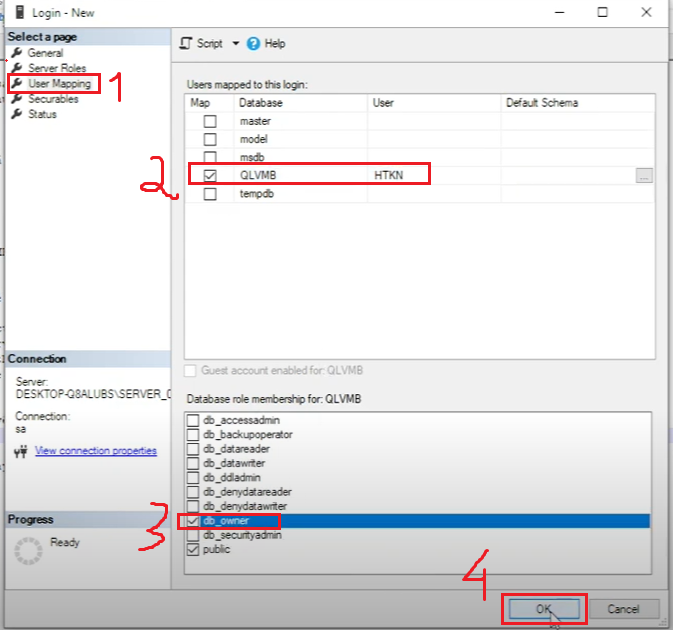 Login - New
Select a page
General
Server Roles
User Mapping
1
Securables
Status
Script
Help
Users mapped to this login:
Map Database User Default Schema
master
model
msdb
2
QLVMB HTKN ...
tempdb
Guest account enabled for: QLVMB
Connection
Server:
DESKTOP-Q8ALUBS\SERVER_0
Connection:
sa
View connection properties
Database role membership for: QLVMB
db_accessadmin
db_backupoperator
db_datareader
db_datawriter
db_ddladmin
db_denydatareader
db_denydatawriter
3
db_owner
db_securityadmin
public
Progress
Ready
4
OK
Cancel